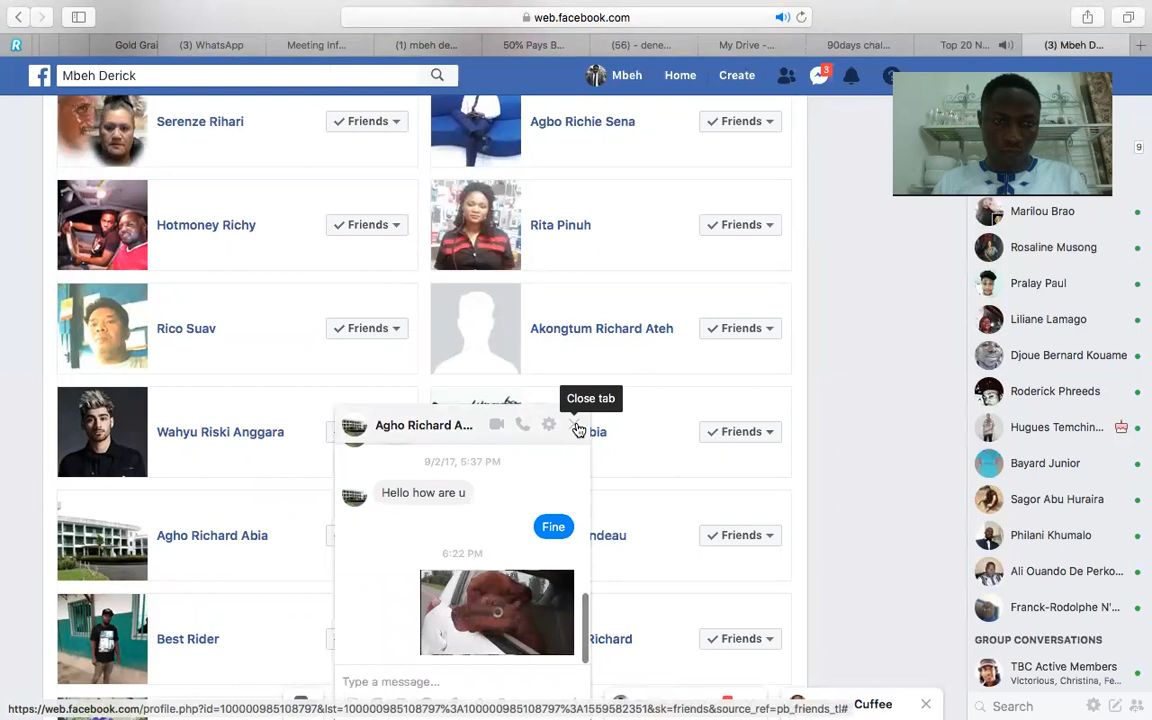 web.facebook.com
Gold Grai
(3) WhatsApp
Meeting Inf...
(1) mbeh de...
50% Pays B...
(56) - dene...
My Drive -...
90days chal...
Top 20 N...
(3) Mbeh D...
Mbeh Derick
Mbeh
Home
Create
3
9
Serenze Rihari
Friends
Agbo Richie Sena
Friends
Hotmoney Richy
Friends
Rita Pinuh
Friends
Rico Suav
Friends
Akongtum Richard Ateh
Friends
Wahyu Riski Anggara
Friends
Agho Richard Abia
Friends
Best Rider
Friends
Close tab
Agho Richard A...
9/2/17, 5:37 PM
Hello how are u
Fine
6:22 PM
Type a message...
Marilou Brao
Rosaline Musong
Pralay Paul
Liliane Lamago
Djoue Bernard Kouame
Roderick Phreeds
Hugues Temchin...
Bayard Junior
Sagor Abu Huraira
Philani Khumalo
Ali Ouando De Perko...
Franck-Rodolphe N'...
GROUP CONVERSATIONS
TBC Active Members
Victorious, Christina, Fe...
Search
Cuffee
https://web.facebook.com/profile.php?id=100000985108797&lst=100000985108797%3A100000985108797%3A1559582651&sk=friends&source_ref=pb_friends_tl#